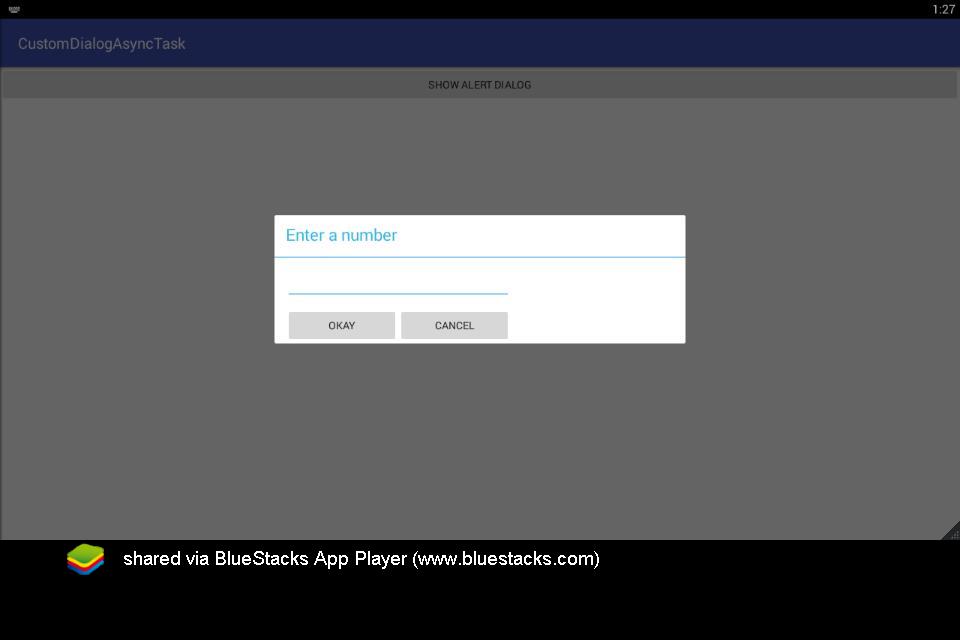 1:27
CustomDialogAsyncTask
SHOW ALERT DIALOG
Enter a number
OKAY CANCEL
shared via BlueStacks App Player (www.bluestacks.com)